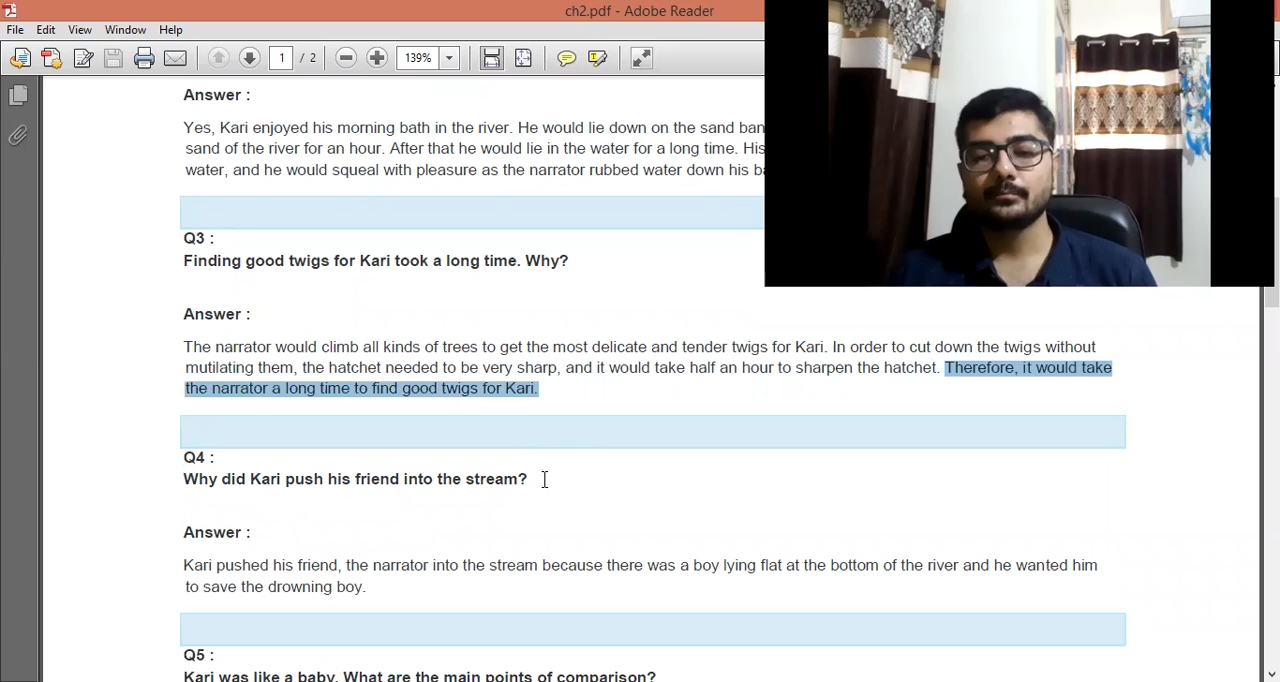 ch2.pdf - Adobe Reader
File Edit View Window Help
1 / 2 139%
Answer :
Yes, Kari enjoyed his morning bath in the river. He would lie down on the sand ban
sand of the river for an hour. After that he would lie in the water for a long time. His
water, and he would squeal with pleasure as the narrator rubbed water down his ba
Q3 :
Finding good twigs for Kari took a long time. Why?
Answer :
The narrator would climb all kinds of trees to get the most delicate and tender twigs for Kari. In order to cut down the twigs without
mutilating them, the hatchet needed to be very sharp, and it would take half an hour to sharpen the hatchet. Therefore, it would take
the narrator a long time to find good twigs for Kari.
Q4 :
Why did Kari push his friend into the stream?
Answer :
Kari pushed his friend, the narrator into the stream because there was a boy lying flat at the bottom of the river and he wanted him
to save the drowning boy.
Q5 :
Kari was like a baby. What are the main points of comparison?